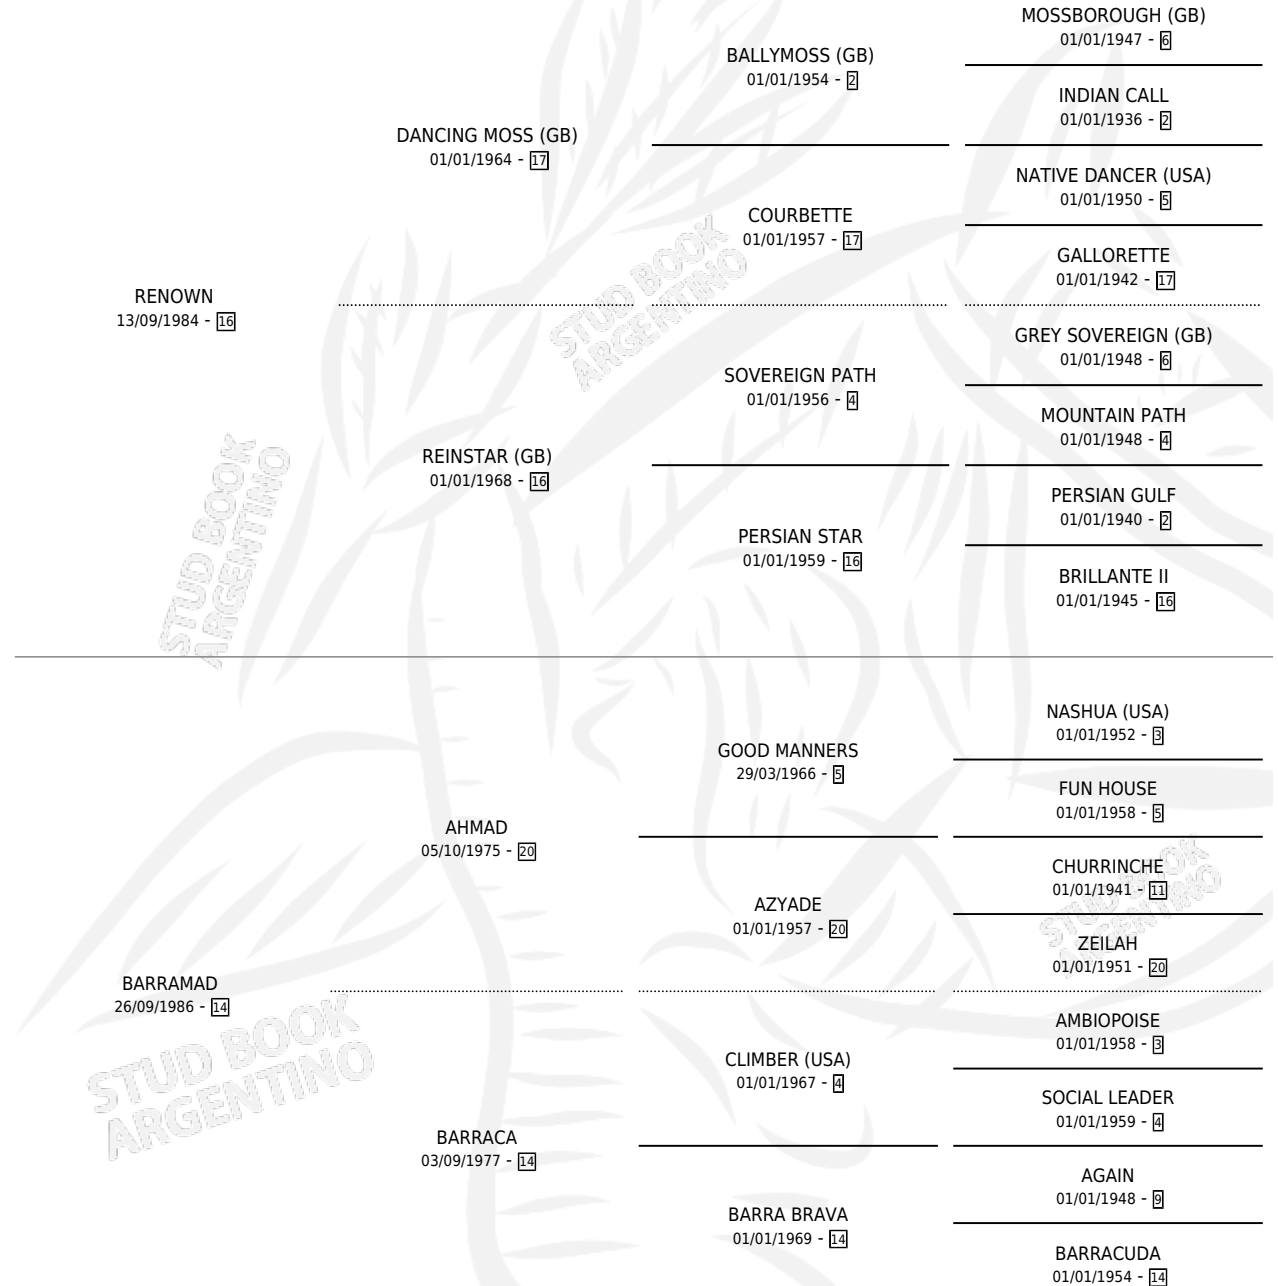 MOSSBOROUGH (GB)
01/01/1947 - 6
BALLYMOSS (GB)
01/01/1954 - 2
INDIAN CALL
01/01/1936 - 2
DANCING MOSS (GB)
01/01/1964 - 17
NATIVE DANCER (USA)
01/01/1950 - 5
COURBETTE
01/01/1957 - 17
GALLORETTE
01/01/1942 - 17
RENOWN
13/09/1984 - 16
GREY SOVEREIGN (GB)
01/01/1948 - 6
SOVEREIGN PATH
01/01/1956 - 4
MOUNTAIN PATH
01/01/1948 - 4
REINSTAR (GB)
01/01/1968 - 16
PERSIAN GULF
01/01/1940 - 2
PERSIAN STAR
01/01/1959 - 16
BRILLANTE II
01/01/1945 - 16
NASHUA (USA)
01/01/1952 - 3
GOOD MANNERS
29/03/1966 - 5
FUN HOUSE
01/01/1958 - 5
AHMAD
05/10/1975 - 20
CHURRINCHE
01/01/1941 - 11
AZYADE
01/01/1957 - 20
ZEILAH
01/01/1951 - 20
BARRAMAD
26/09/1986 - 14
AMBIOPOISE
01/01/1958 - 3
CLIMBER (USA)
01/01/1967 - 4
SOCIAL LEADER
01/01/1959 - 4
BARRACA
03/09/1977 - 14
AGAIN
01/01/1948 - 9
BARRA BRAVA
01/01/1969 - 14
BARRACUDA
01/01/1954 - 14
STUD BOOK
ARGENTINO
STUD BOOK
ARGENTINO
STUD BOOK
ARGENTINO
STUD BOOK
ARGENTINO